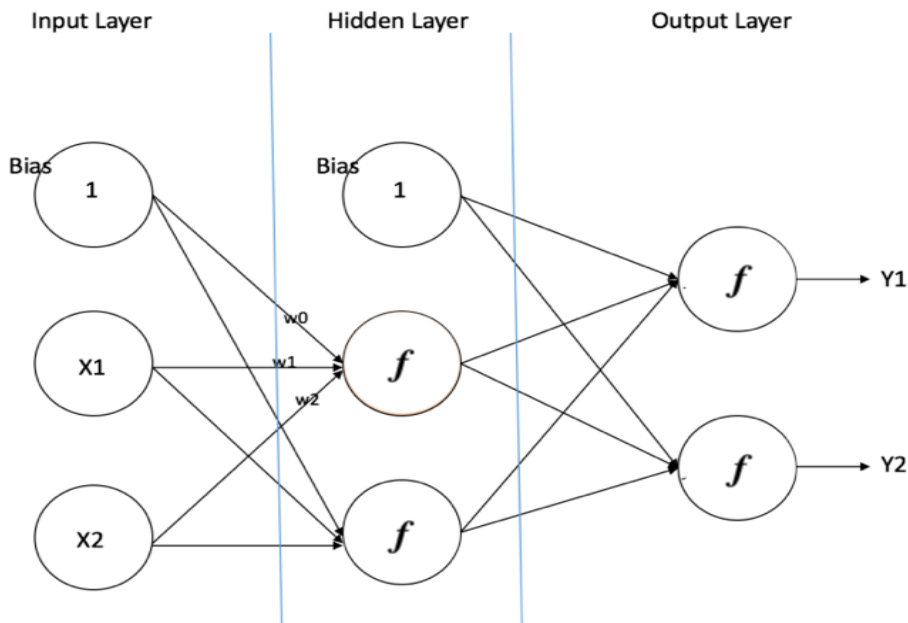 Input Layer
Hidden Layer
Output Layer
Bias
1
Bias
1
w0
X1
w1
f
w2
X2
f
f
Y1
f
Y2